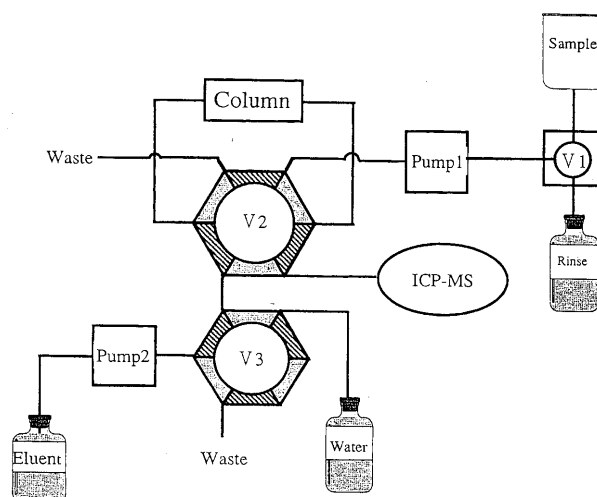 Sample
Column
Waste
Pump1
V1
V2
Rinse
ICP-MS
Pump2
V3
Eluent
Water
Waste